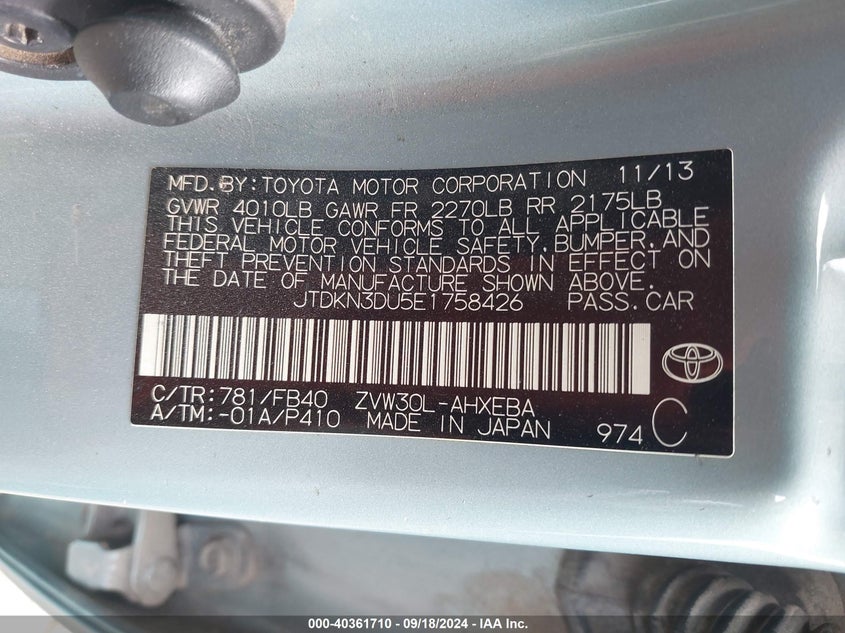 MFD. BY: TOYOTA MOTOR CORPORATION 11/13
GVWR 4010LB GAWR FR 2270LB RR 2175LB
THIS VEHICLE CONFORMS TO ALL APPLICABLE
FEDERAL MOTOR VEHICLE SAFETY, BUMPER, AND
THEFT PREVENTION STANDARDS IN EFFECT ON
THE DATE OF MANUFACTURE SHOWN ABOVE.
JTDKN3DU5E1758426 PASS. CAR
C/TR: 781/FB40 ZVW30L-AHXEBA
A/TM: -01A/P410 MADE IN JAPAN 974 C
000-40361710 - 09/18/2024 - IAA Inc.